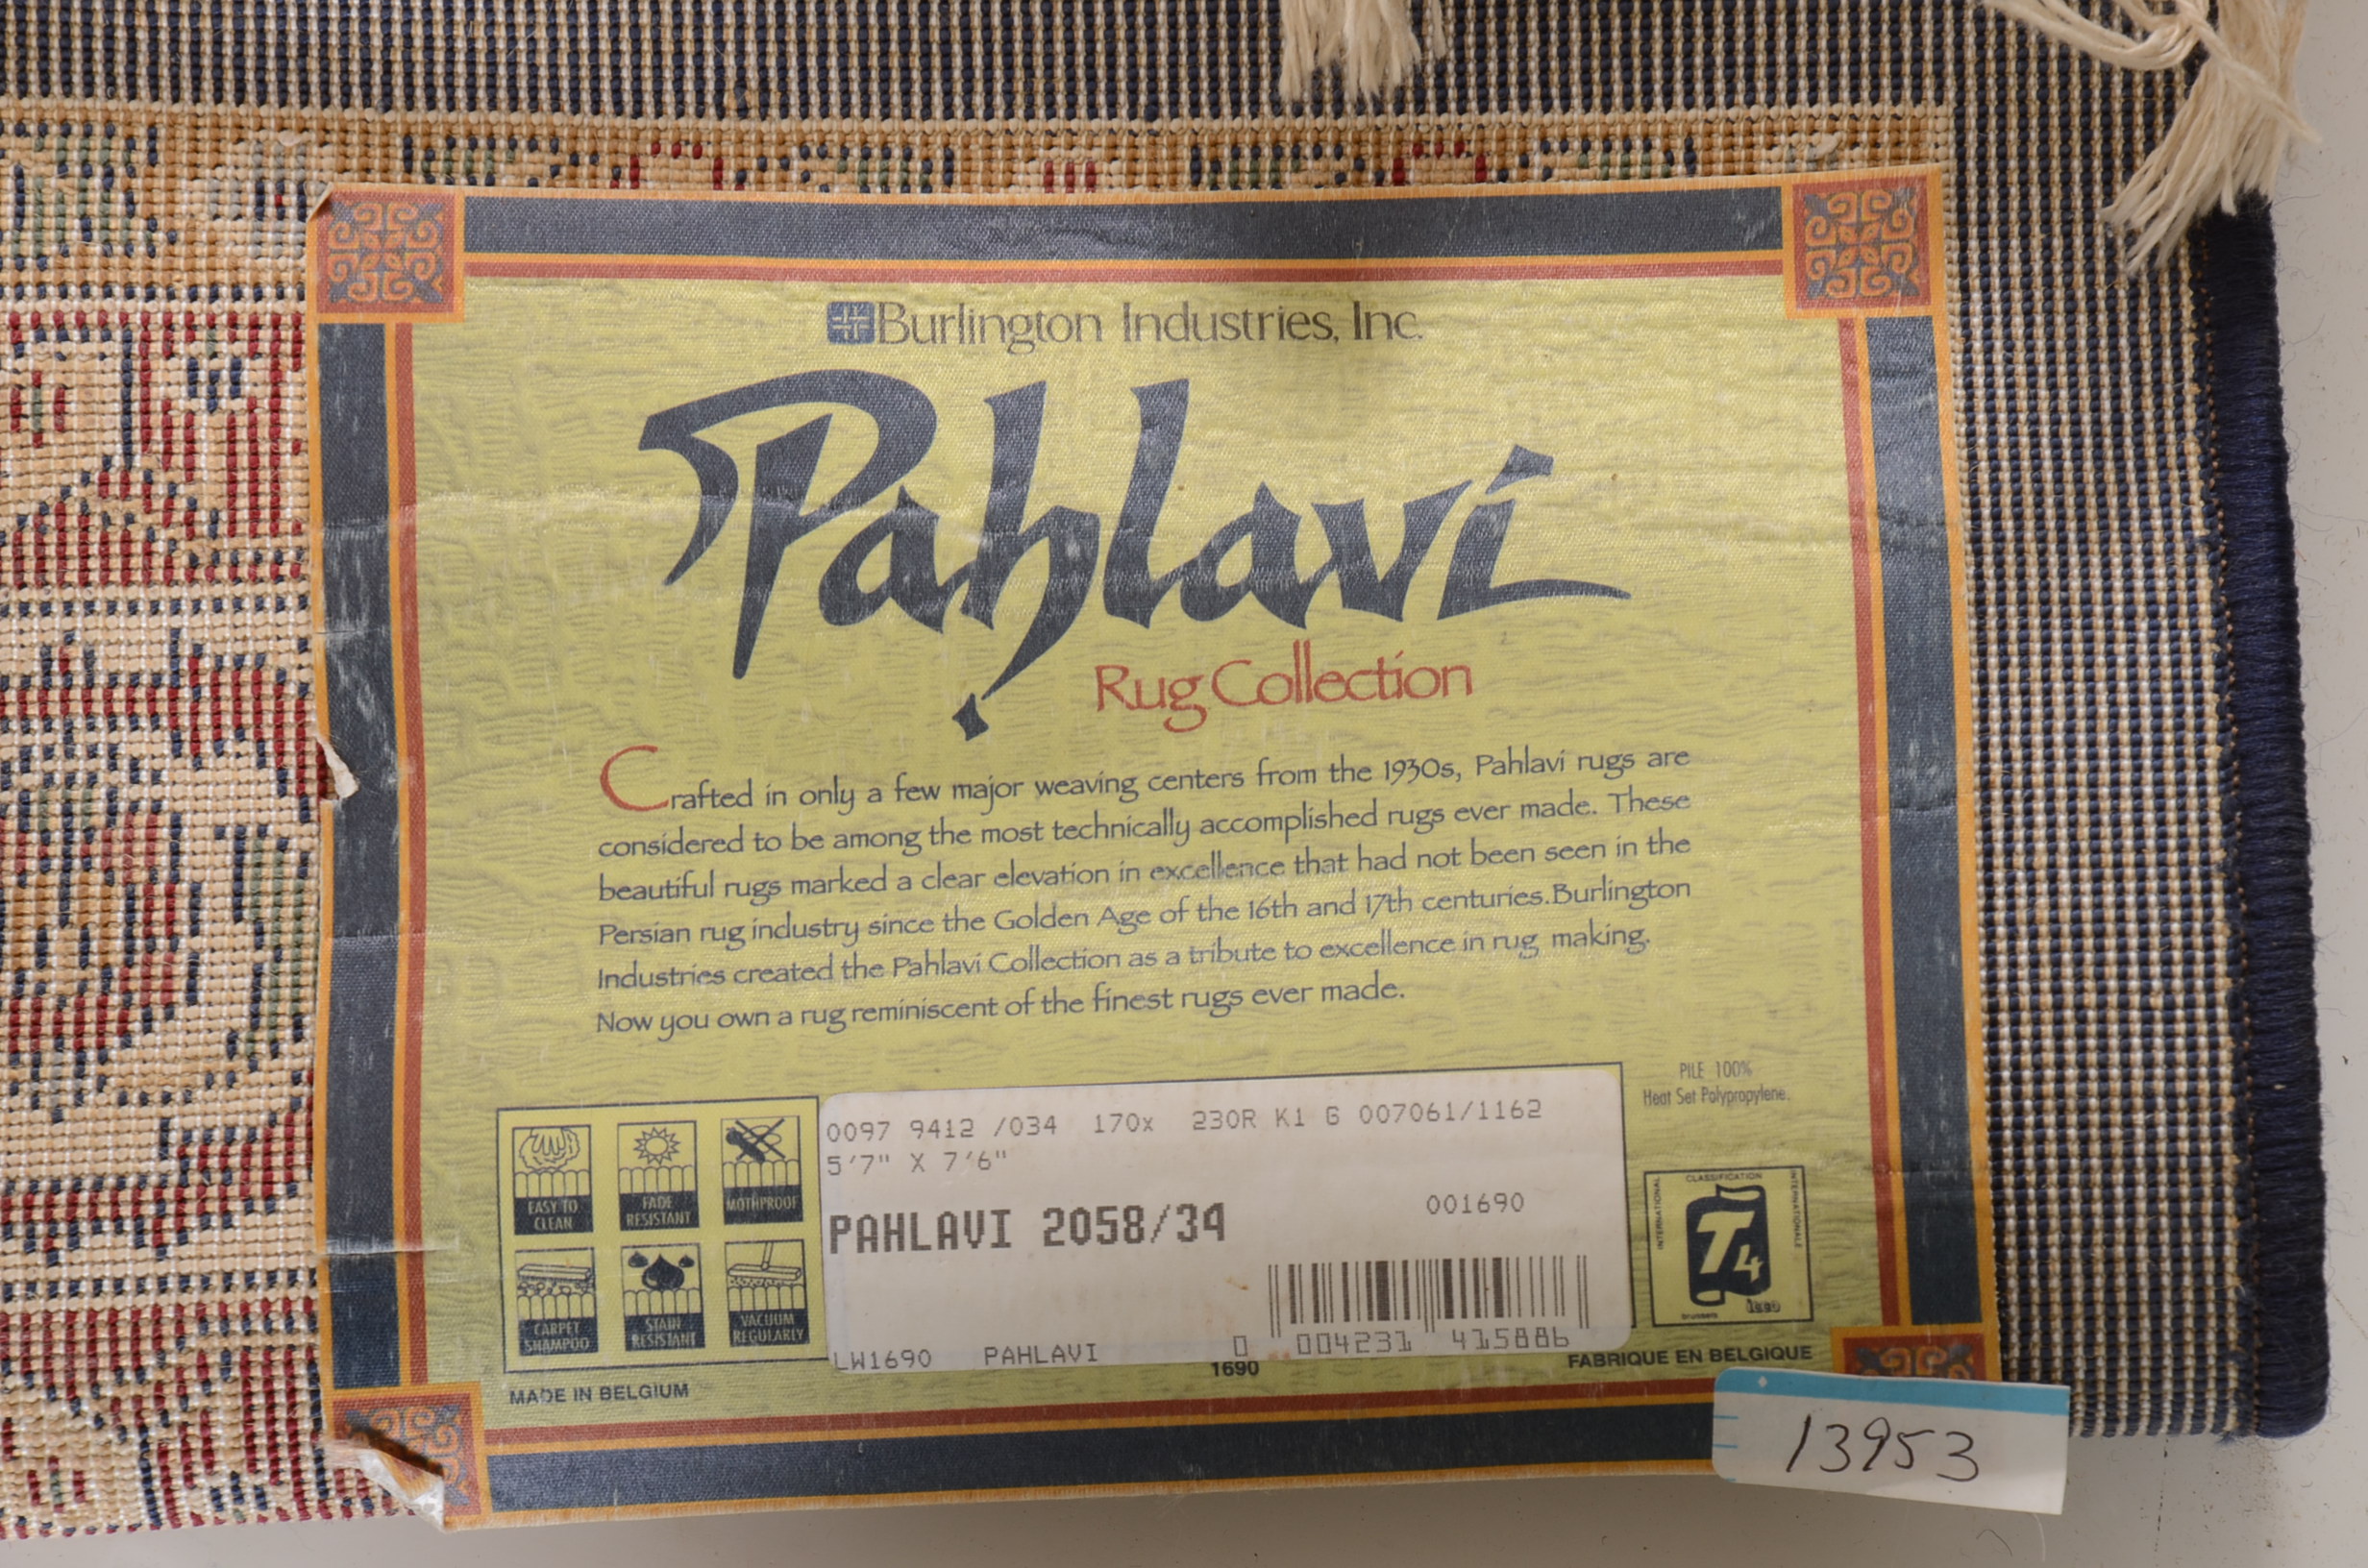 Burlington Industries, Inc.
Pahlavi
Rug Collection
Crafted in only a few major weaving centers from the 1930s, Pahlavi rugs are
considered to be among the most technically accomplished rugs ever made. These
beautiful rugs marked a clear elevation in excellence that had not been seen in the
Persian rug industry since the Golden Age of the 16th and 17th centuries.Burlington
Industries created the Pahlavi Collection as a tribute to excellence in rug making.
Now you own a rug reminiscent of the finest rugs ever made.
PILE 100%
Heat Set Polypropylene.
EASY TO
CLEAN
FADE
RESISTANT
MOTHPROOF
CARPET
SHAMPOO
STAIN
RESISTANT
VACUUM
REGULARLY
0097 9412 /034 170x 230R K1 G 007061/1162
5'7" X 7'6"
PAHLAVI 2058/34
001690
0 004231 415886
LW1690 PAHLAVI
1690
CLASSIFICATION
INTERNATIONAL
INTERNATIONALE
T4
brussels
MADE IN BELGIUM
FABRIQUE EN BELGIQUE
13953